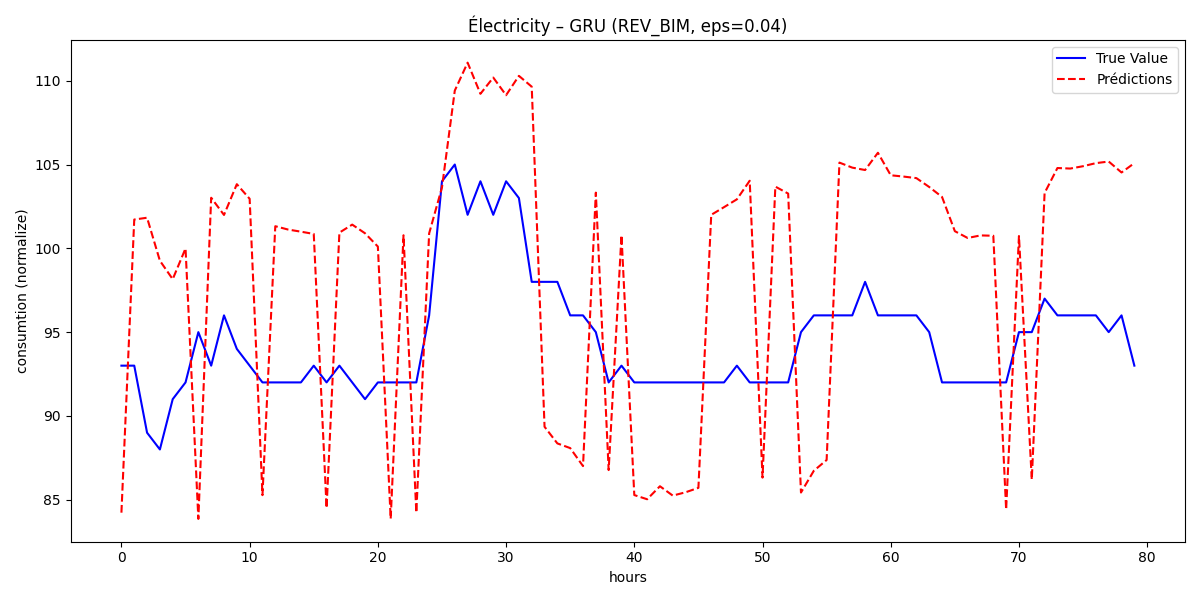 Électricity – GRU (REV_BIM, eps=0.04)
True Value
Prédictions
consumtion (normalize)
110
105
100
95
90
85
0 10 20 30 40 50 60 70 80
hours